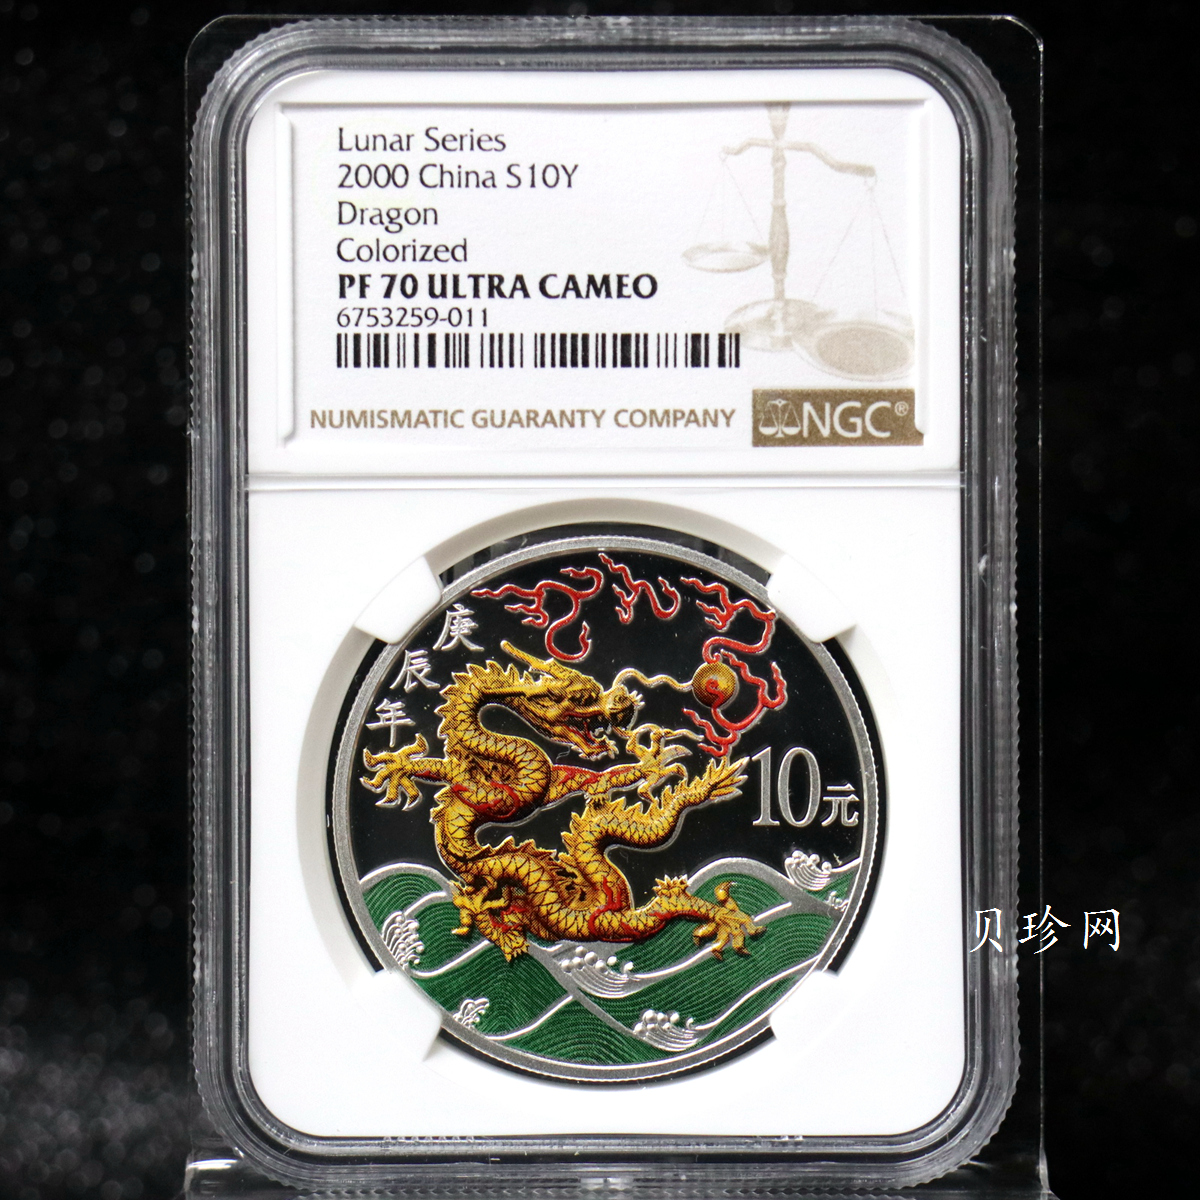 Lunar Series
2000 China S10Y
Dragon
Colorized
PF 70 ULTRA CAMEO
6753259-011
NUMISMATIC GUARANTY COMPANY
NGC®
庚辰年
10元
贝珍网